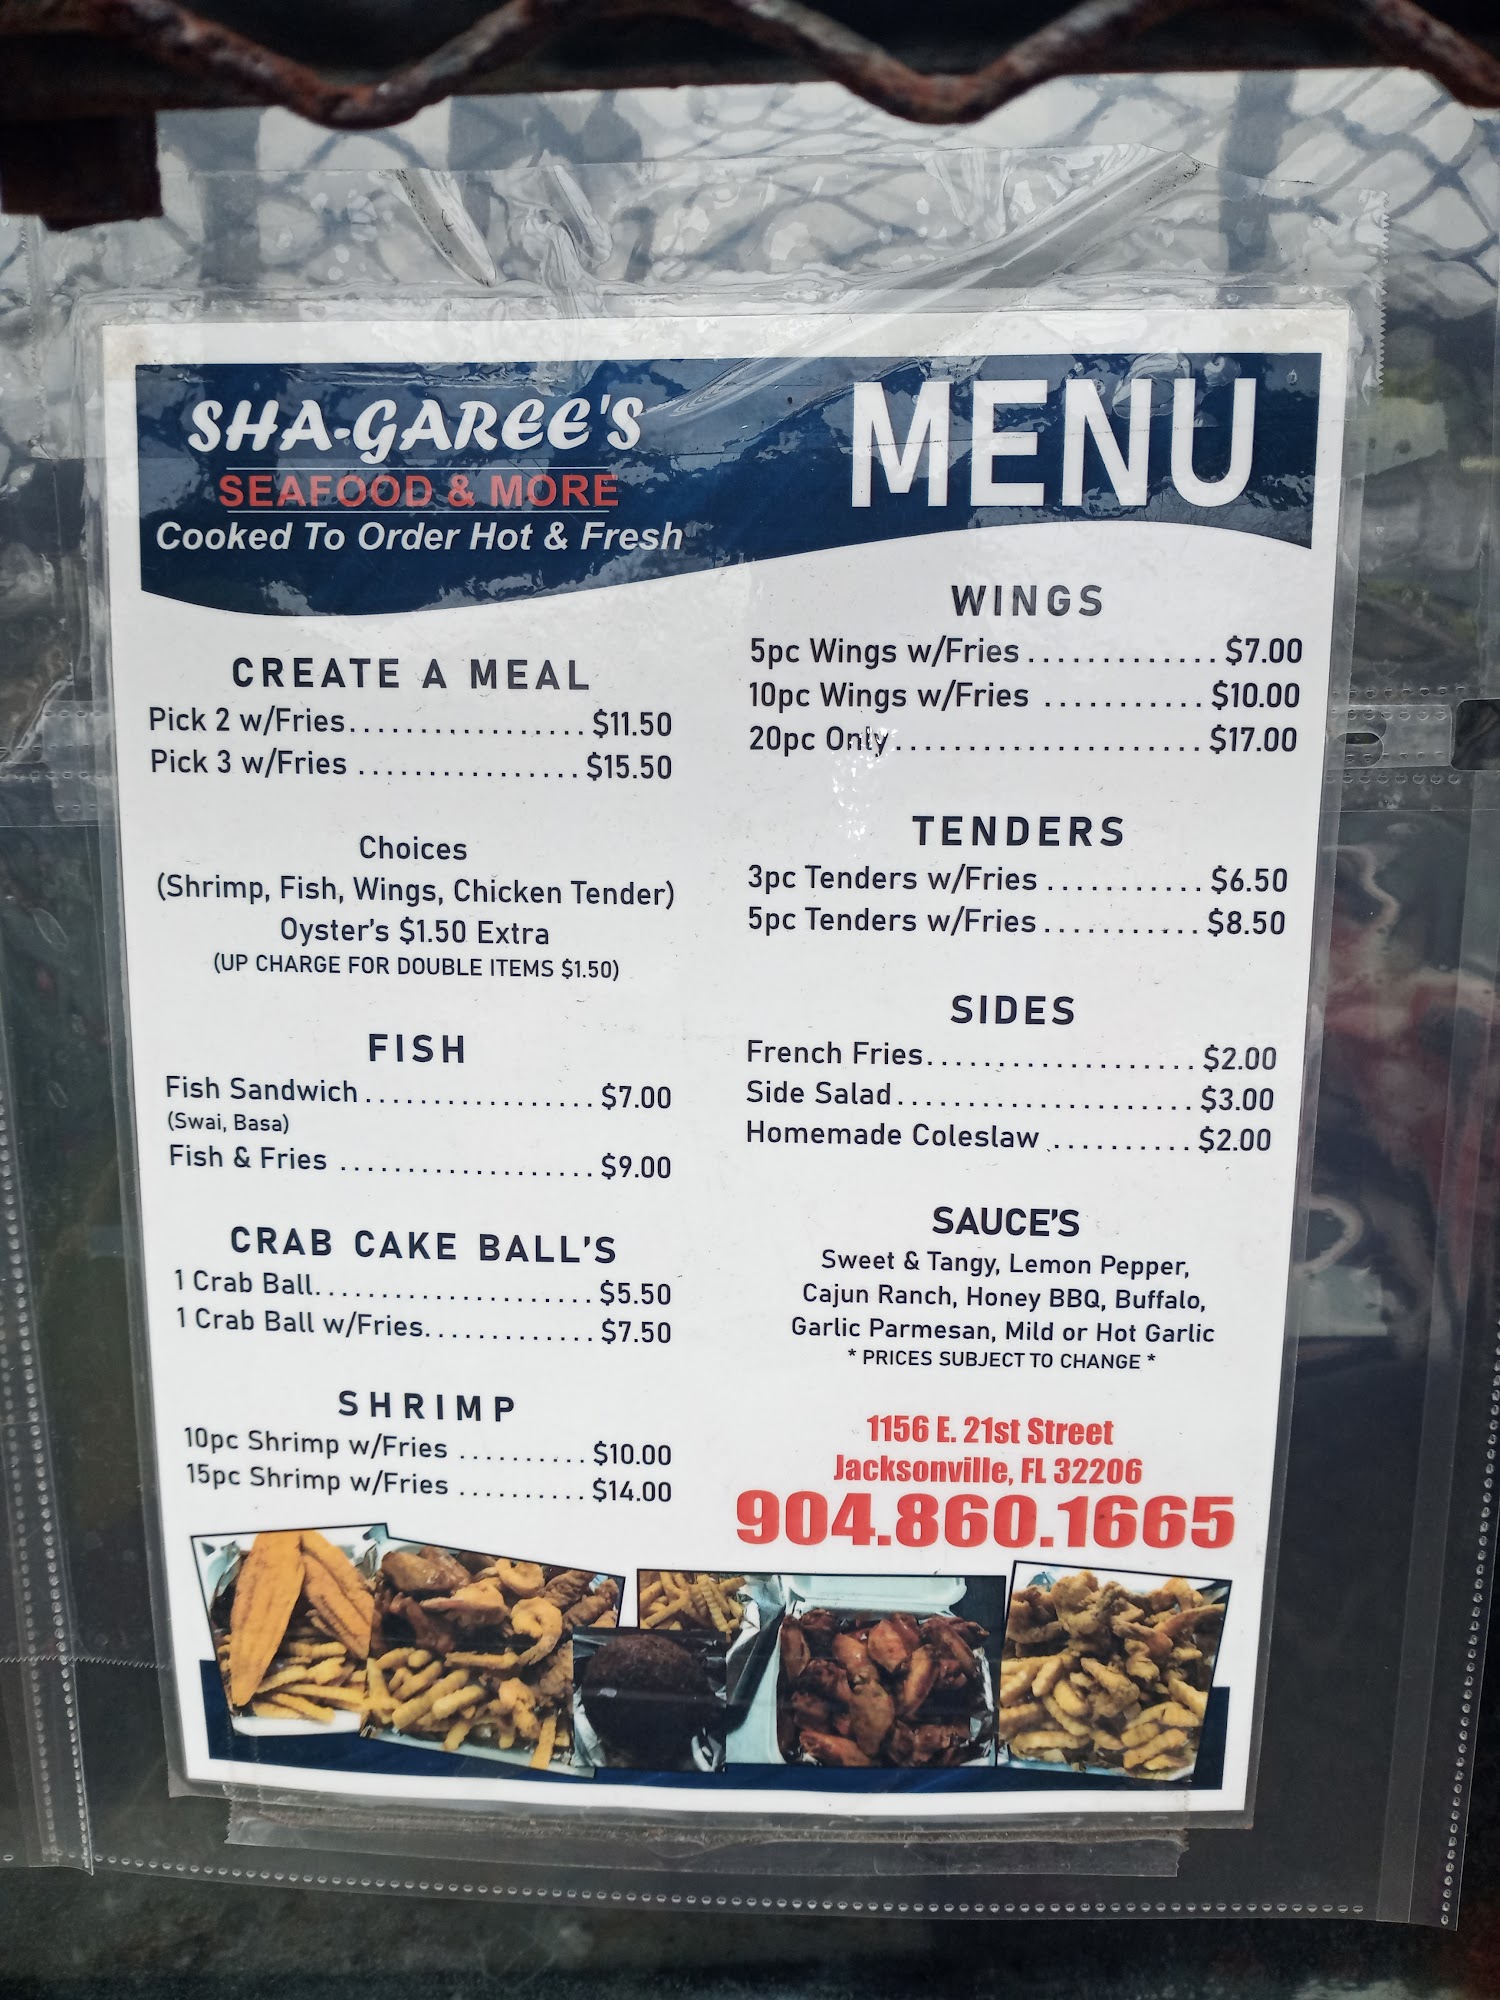 SHA-GAREE'S
SEAFOOD & MORE
Cooked To Order Hot & Fresh
MENU
CREATE A MEAL
Pick 2 w/Fries................. $11.50
Pick 3 w/Fries ................ $15.50
Choices
(Shrimp, Fish, Wings, Chicken Tender)
Oyster's $1.50 Extra
(UP CHARGE FOR DOUBLE ITEMS $1.50)
FISH
Fish Sandwich ................. $7.00
(Swai, Basa)
Fish & Fries ................... $9.00
CRAB CAKE BALL'S
1 Crab Ball..................... $5.50
1 Crab Ball w/Fries............. $7.50
SHRIMP
10pc Shrimp w/Fries .......... $10.00
15pc Shrimp w/Fries .......... $14.00
WINGS
5pc Wings w/Fries ............. $7.00
10pc Wings w/Fries ........... $10.00
20pc Only ...................... $17.00
TENDERS
3pc Tenders w/Fries ........... $6.50
5pc Tenders w/Fries ........... $8.50
SIDES
French Fries................... $2.00
Side Salad ..................... $3.00
Homemade Coleslaw .......... $2.00
SAUCE'S
Sweet & Tangy, Lemon Pepper,
Cajun Ranch, Honey BBQ, Buffalo,
Garlic Parmesan, Mild or Hot Garlic
* PRICES SUBJECT TO CHANGE *
1156 E. 21st Street
Jacksonville, FL 32206
904.860.1665